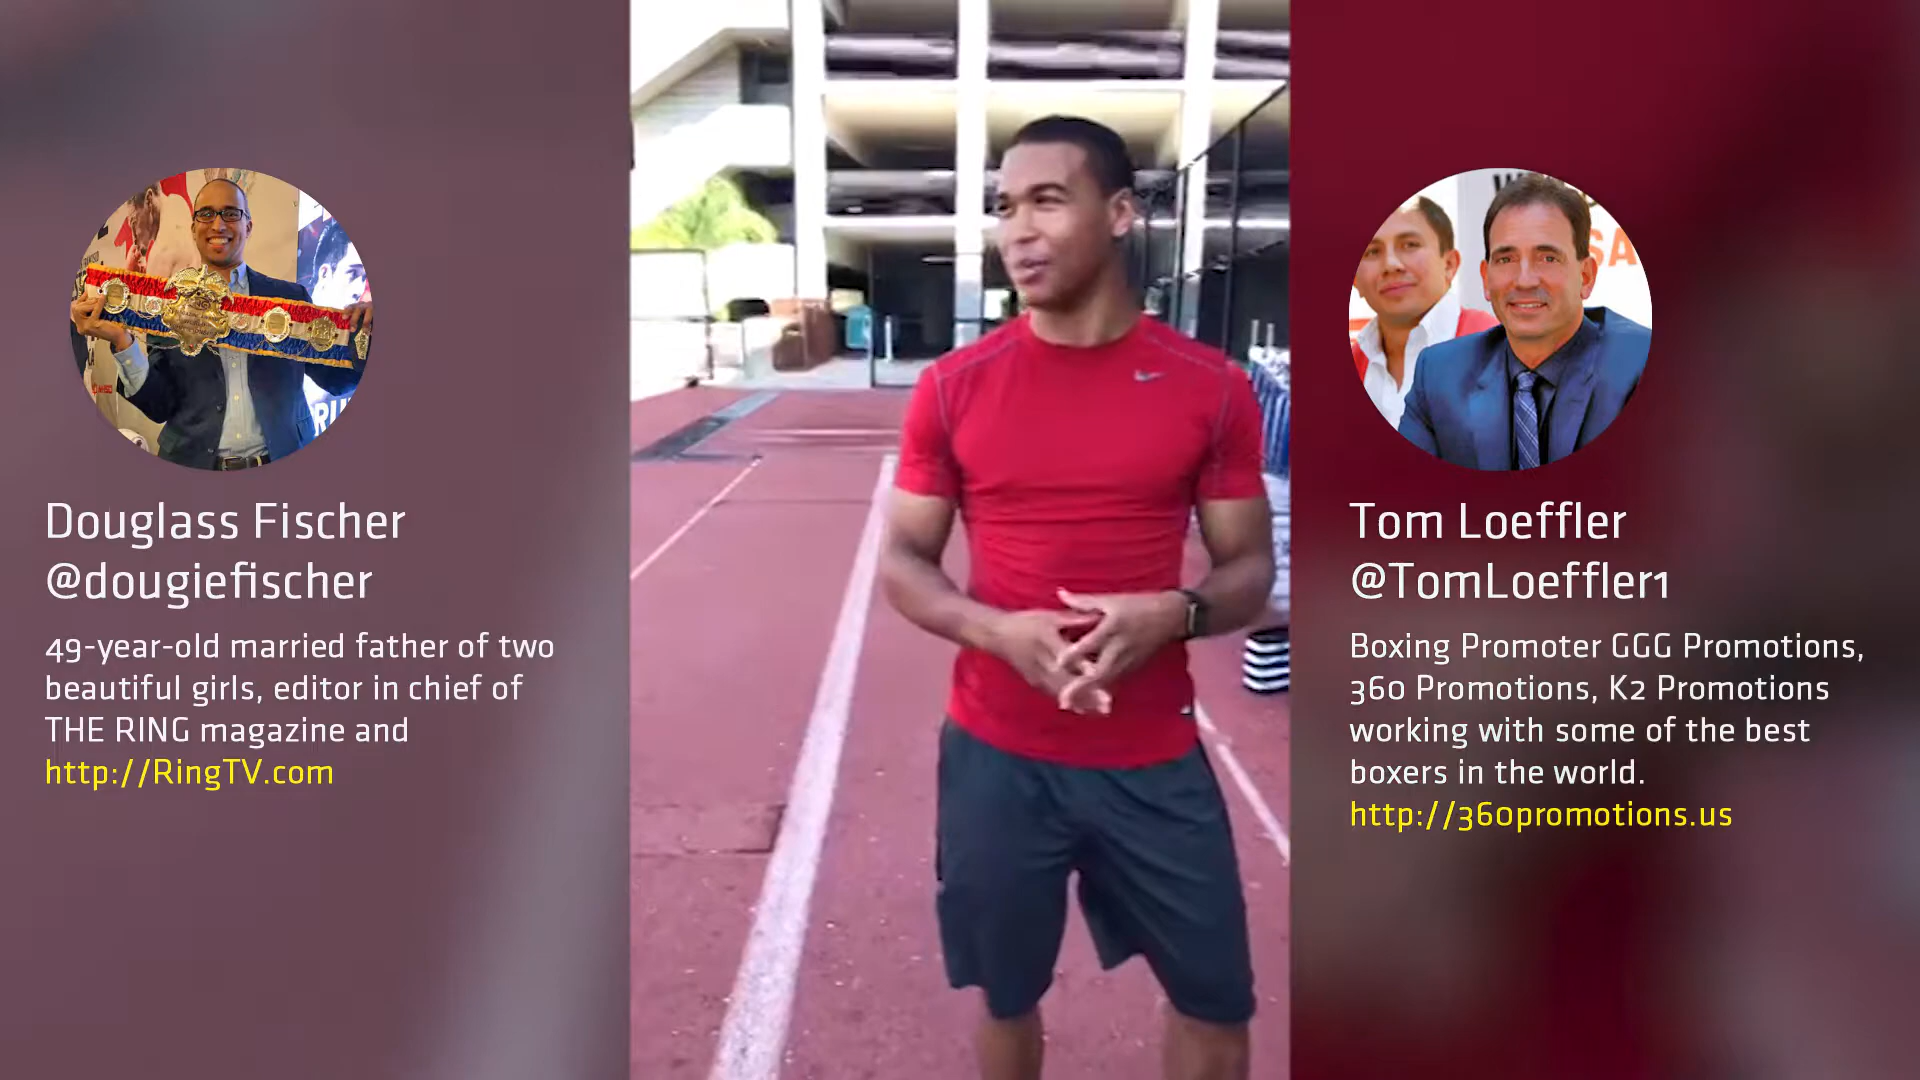 Douglass Fischer
@dougiefischer
49-year-old married father of two
beautiful girls, editor in chief of
THE RING magazine and
http://RingTV.com
Tom Loeffler
@TomLoeffler1
Boxing Promoter GGG Promotions,
360 Promotions, K2 Promotions
working with some of the best
boxers in the world.
http://360promotions.us